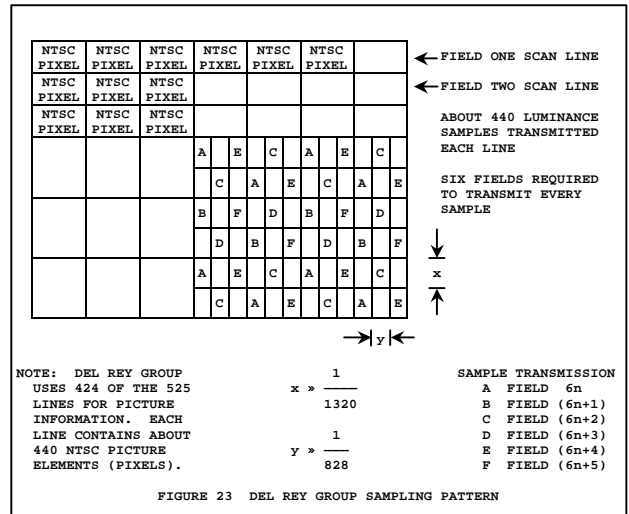 NTSC NTSC NTSC NTSC NTSC NTSC
PIXEL PIXEL PIXEL PIXEL PIXEL PIXEL
NTSC NTSC NTSC
PIXEL PIXEL PIXEL
NTSC NTSC NTSC
PIXEL PIXEL PIXEL
A E C A E C
C A E C A E
B F D B F D
D B F D B F
A E C A E C
C A E C A E
FIELD ONE SCAN LINE
FIELD TWO SCAN LINE
ABOUT 440 LUMINANCE
SAMPLES TRANSMITTED
EACH LINE
SIX FIELDS REQUIRED
TO TRANSMIT EVERY
SAMPLE
x
y
NOTE: DEL REY GROUP
USES 424 OF THE 525
LINES FOR PICTURE
INFORMATION. EACH
LINE CONTAINS ABOUT
440 NTSC PICTURE
ELEMENTS (PIXELS).
1
x »
1320
1
y »
828
SAMPLE TRANSMISSION
A FIELD 6n
B FIELD (6n+1)
C FIELD (6n+2)
D FIELD (6n+3)
E FIELD (6n+4)
F FIELD (6n+5)
FIGURE 23 DEL REY GROUP SAMPLING PATTERN